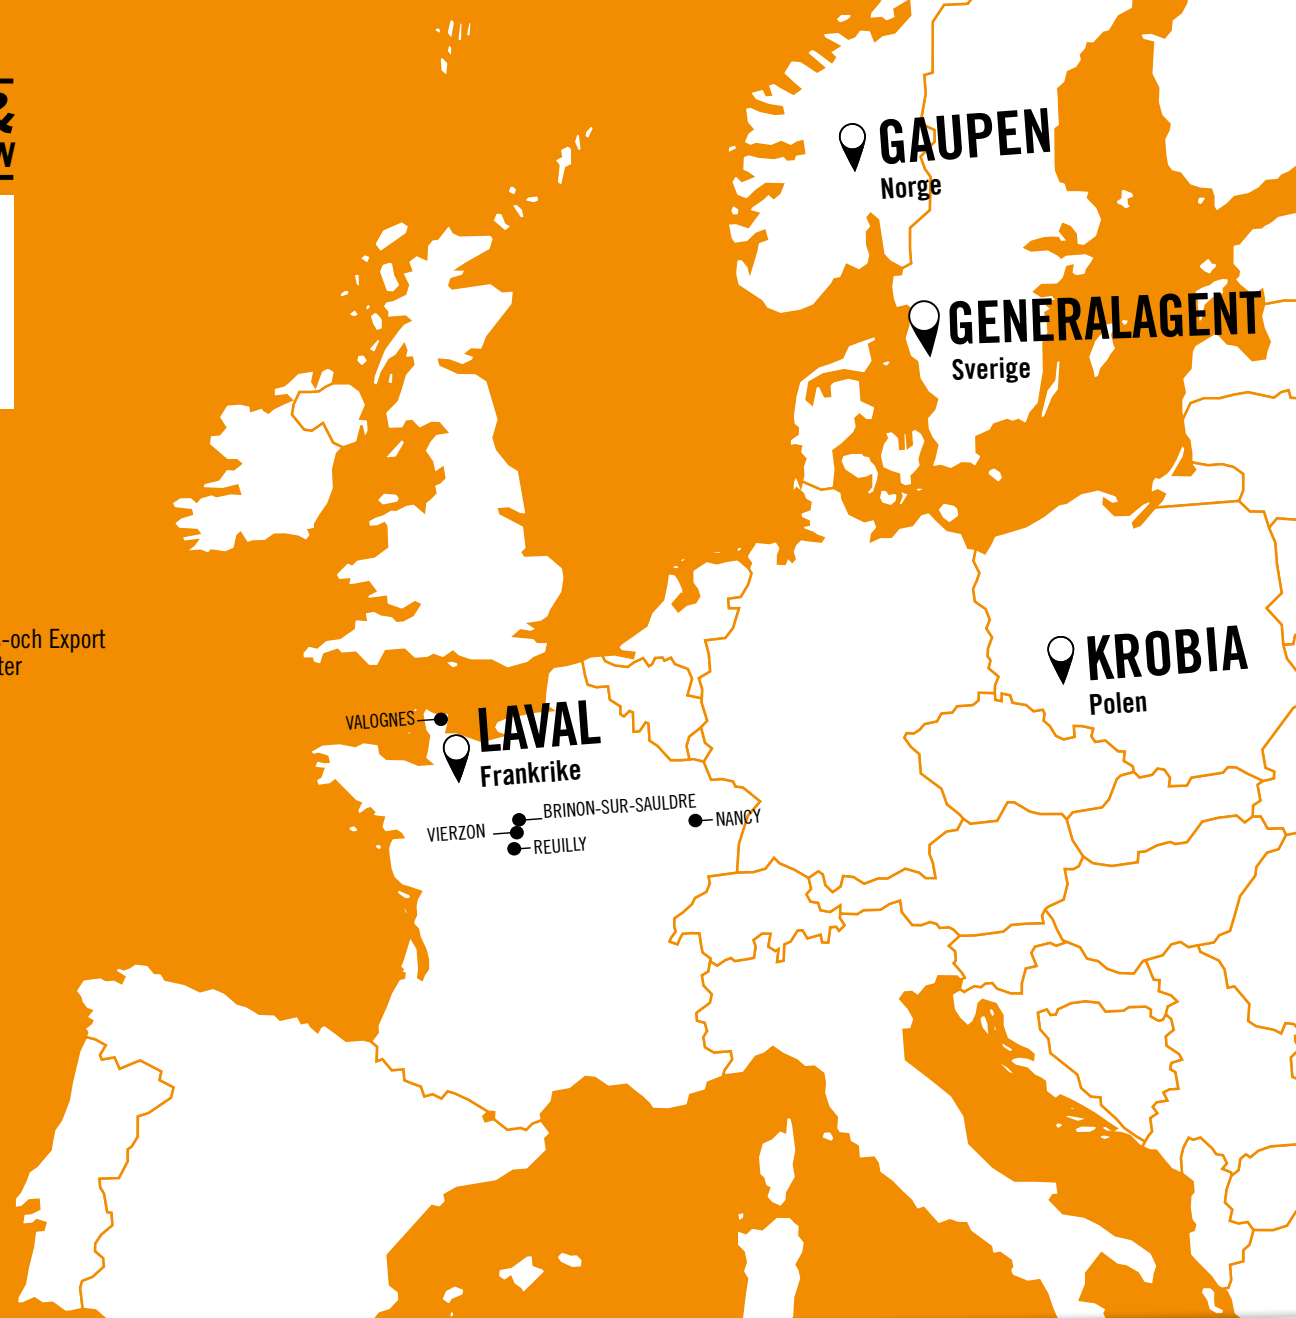 &
W
GAUPEN
Norge
GENERALAGENT
Sverige
-och Export
ter
KROBIA
Polen
VALOGNES
LAVAL
Frankrike
BRINON-SUR-SAULDRE
VIERZON
NANCY
REUILLY